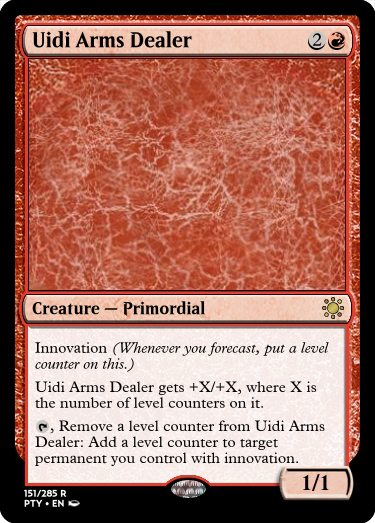 Uidi Arms Dealer 2
Creature — Primordial
Innovation (Whenever you forecast, put a level
counter on this.)
Uidi Arms Dealer gets +X/+X, where X is
the number of level counters on it.
, Remove a level counter from Uidi Arms
Dealer: Add a level counter to target
permanent you control with innovation.
1/1
151/285 R
PTY • EN